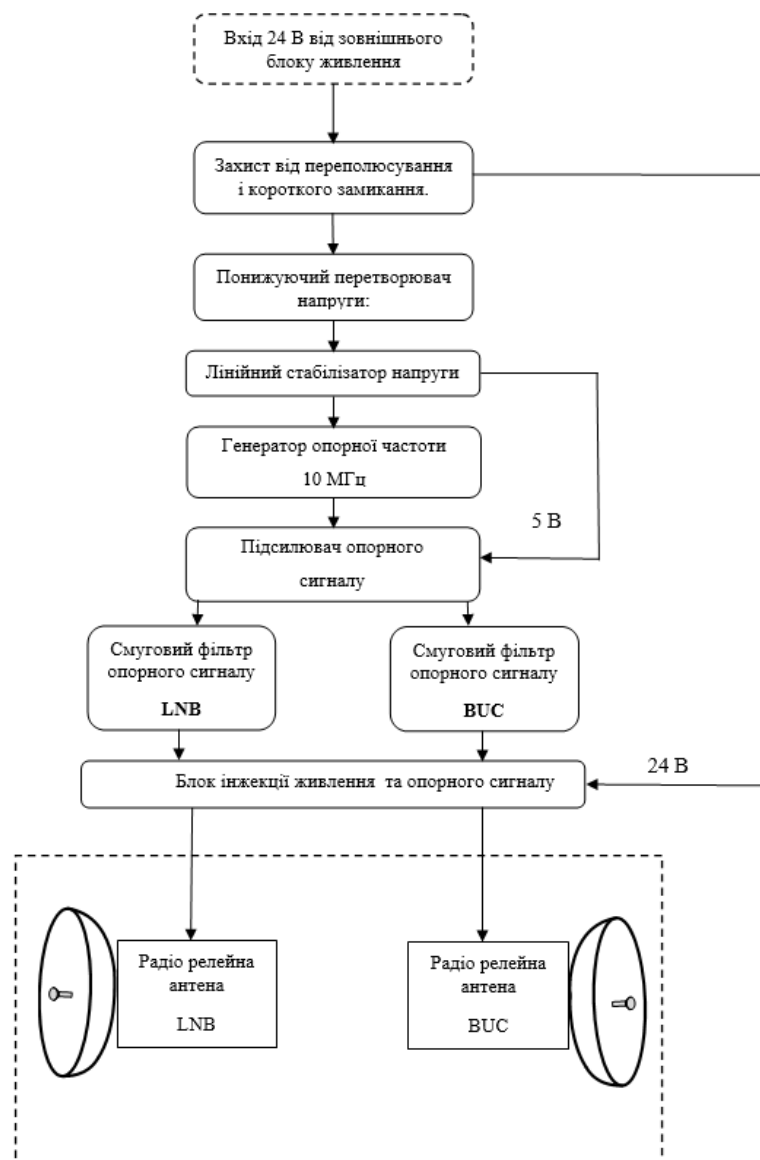 Вхід 24 В від зовнішнього
блоку живлення
Захист від переполюсування
і короткого замикання.
Понижуючий перетворювач
напруги:
Лінійний стабілізатор напруги
Генератор опорної частоти
10 МГц
5 В
Підсилювач опорного
сигналу
Смуговий фільтр
опорного сигналу
LNB
Смуговий фільтр
опорного сигналу
BUC
24 В
Блок інжекції живлення та опорного сигналу
Радіо релейна
антена
LNB
Радіо релейна
антена
BUC